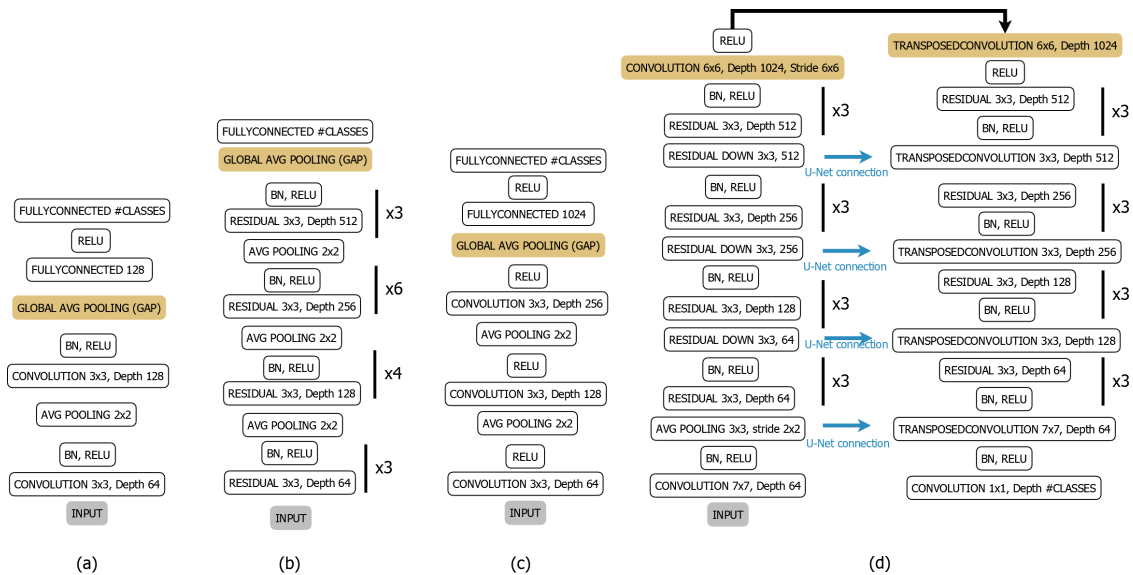 FULLYCONNECTED #CLASSES
RELU
FULLYCONNECTED 128
GLOBAL AVG POOLING (GAP)
BN, RELU
CONVOLUTION 3x3, Depth 128
AVG POOLING 2x2
BN, RELU
CONVOLUTION 3x3, Depth 64
INPUT
(a)
FULLYCONNECTED #CLASSES
GLOBAL AVG POOLING (GAP)
BN, RELU
RESIDUAL 3x3, Depth 512
x3
AVG POOLING 2x2
BN, RELU
RESIDUAL 3x3, Depth 256
x6
AVG POOLING 2x2
BN, RELU
RESIDUAL 3x3, Depth 128
x4
AVG POOLING 2x2
BN, RELU
RESIDUAL 3x3, Depth 64
x3
INPUT
(b)
FULLYCONNECTED #CLASSES
RELU
FULLYCONNECTED 1024
GLOBAL AVG POOLING (GAP)
RELU
CONVOLUTION 3x3, Depth 256
AVG POOLING 2x2
RELU
CONVOLUTION 3x3, Depth 128
AVG POOLING 2x2
RELU
CONVOLUTION 3x3, Depth 64
INPUT
(c)
RELU
CONVOLUTION 6x6, Depth 1024, Stride 6x6
BN, RELU
RESIDUAL 3x3, Depth 512
x3
RESIDUAL DOWN 3x3, 512
U-Net connection
BN, RELU
RESIDUAL 3x3, Depth 256
x3
RESIDUAL DOWN 3x3, 256
U-Net connection
BN, RELU
RESIDUAL 3x3, Depth 128
x3
RESIDUAL DOWN 3x3, 64
U-Net connection
BN, RELU
RESIDUAL 3x3, Depth 64
x3
AVG POOLING 3x3, stride 2x2
U-Net connection
BN, RELU
CONVOLUTION 7x7, Depth 64
INPUT
TRANSPOSEDCONVOLUTION 6x6, Depth 1024
RELU
RESIDUAL 3x3, Depth 512
BN, RELU
x3
TRANSPOSEDCONVOLUTION 3x3, Depth 512
RESIDUAL 3x3, Depth 256
BN, RELU
x3
TRANSPOSEDCONVOLUTION 3x3, Depth 256
RESIDUAL 3x3, Depth 128
BN, RELU
x3
TRANSPOSEDCONVOLUTION 3x3, Depth 128
RESIDUAL 3x3, Depth 64
BN, RELU
x3
TRANSPOSEDCONVOLUTION 7x7, Depth 64
BN, RELU
CONVOLUTION 1x1, Depth #CLASSES
(d)